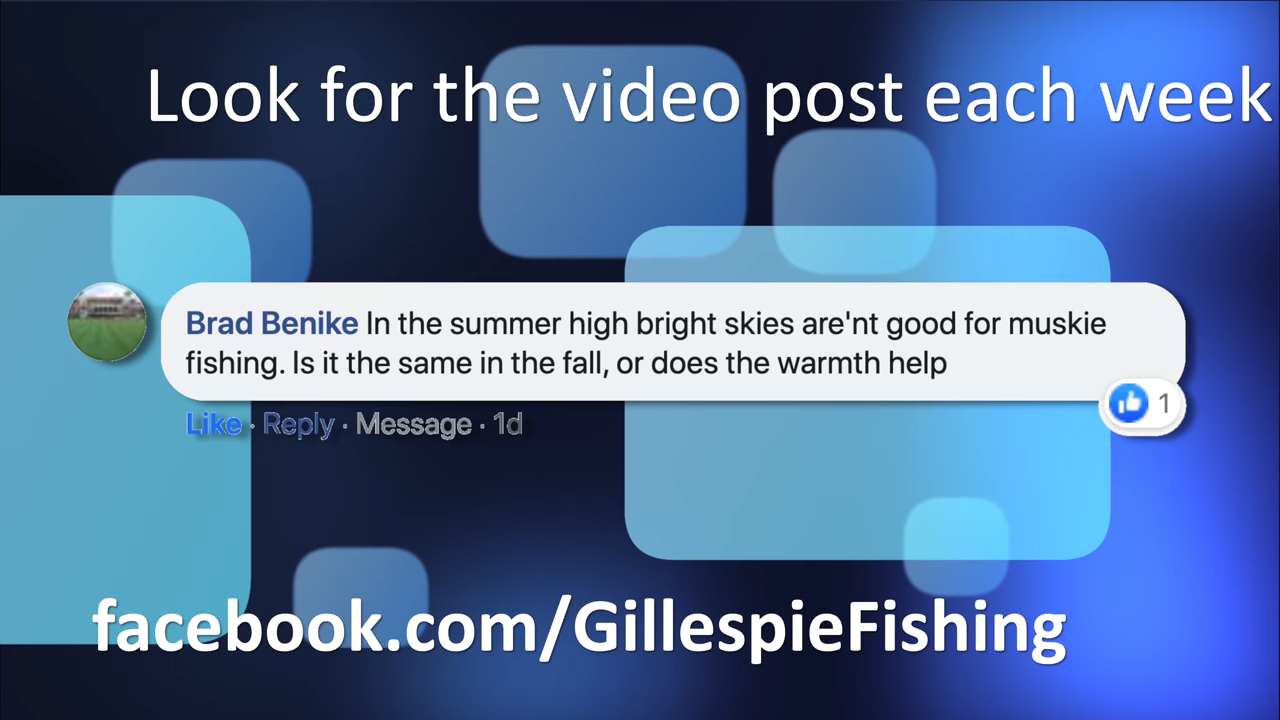 Look for the video post each week
Brad Benike In the summer high bright skies are'nt good for muskie
fishing. Is it the same in the fall, or does the warmth help
Like · Reply · Message · 1d
1
facebook.com/GillespieFishing